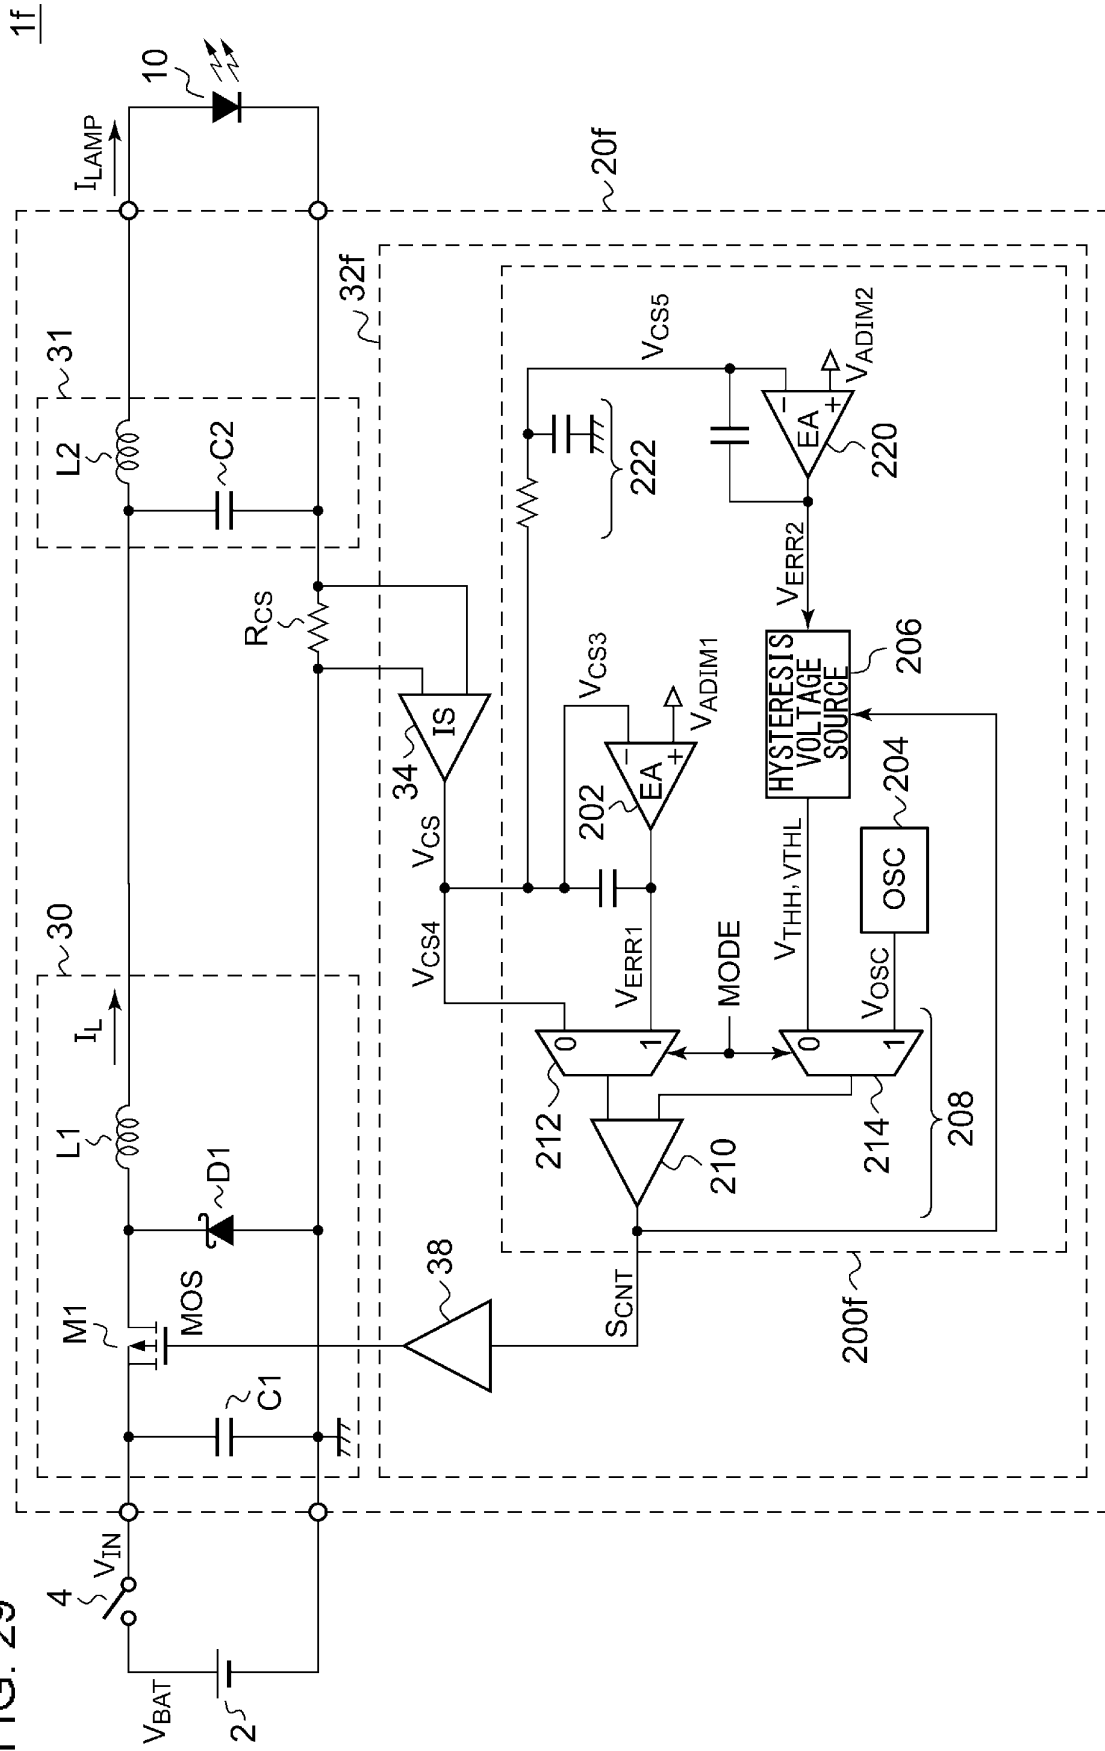 FIG. 29
1f
V_BAT
2
4
V_IN
30
M1
MOS
C1
D1
L1
I_L
31
L2
C2
I_LAMP
10
20f
32f
R_CS
34
IS
V_CS
V_CS4
V_CS3
V_CS5
38
S_CNT
200f
202
EA
−
+
V_ADIM1
V_ERR1
222
EA
−
+
220
V_ADIM2
V_ERR2
HYSTERESIS
VOLTAGE
SOURCE
206
V_THH, VTHL
OSC
204
V_OSC
MODE
0
1
212
0
1
214
210
208